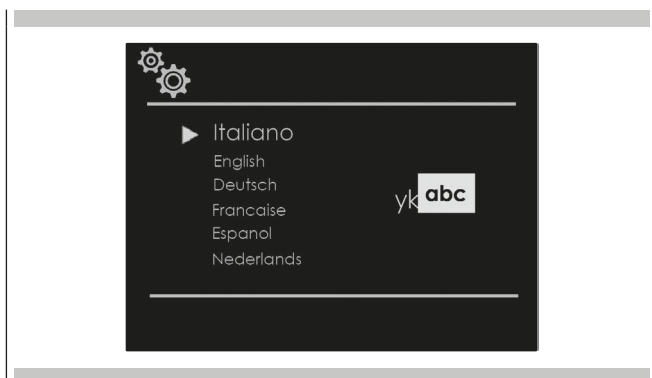 Italiano
English
Deutsch
Francaise
Espanol
Nederlands
yk abc